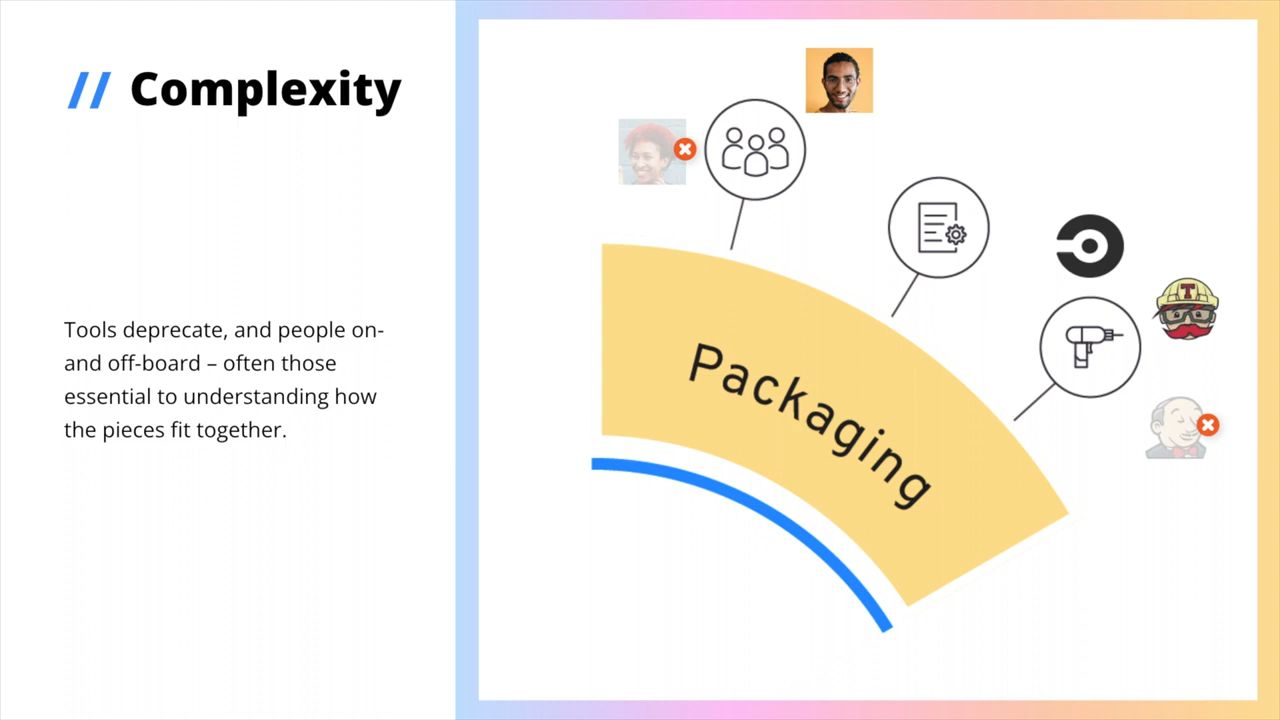 // Complexity
Tools deprecate, and people on-
and off-board – often those
essential to understanding how
the pieces fit together.
Packaging
T